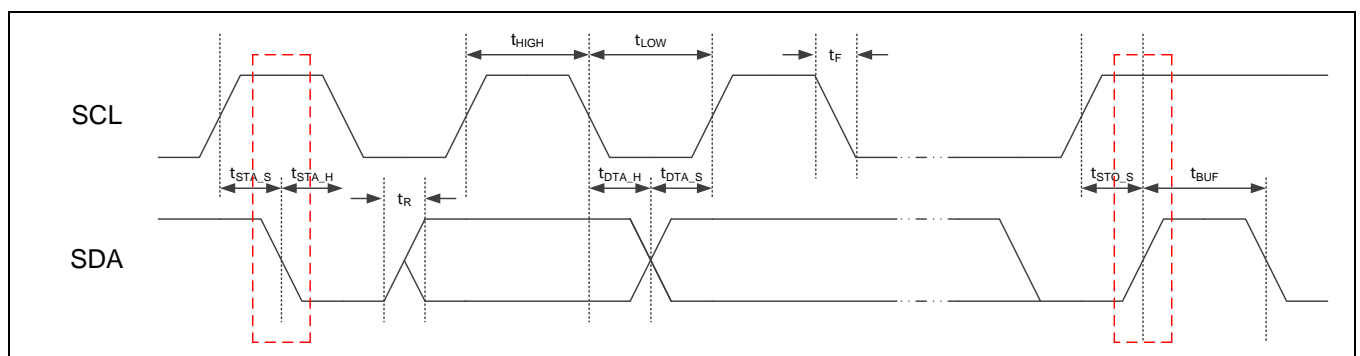 tHIGH tLOW tF
SCL
tSTA_S tSTA_H tDTA_H tDTA_S tSTO_S tBUF
tR
SDA